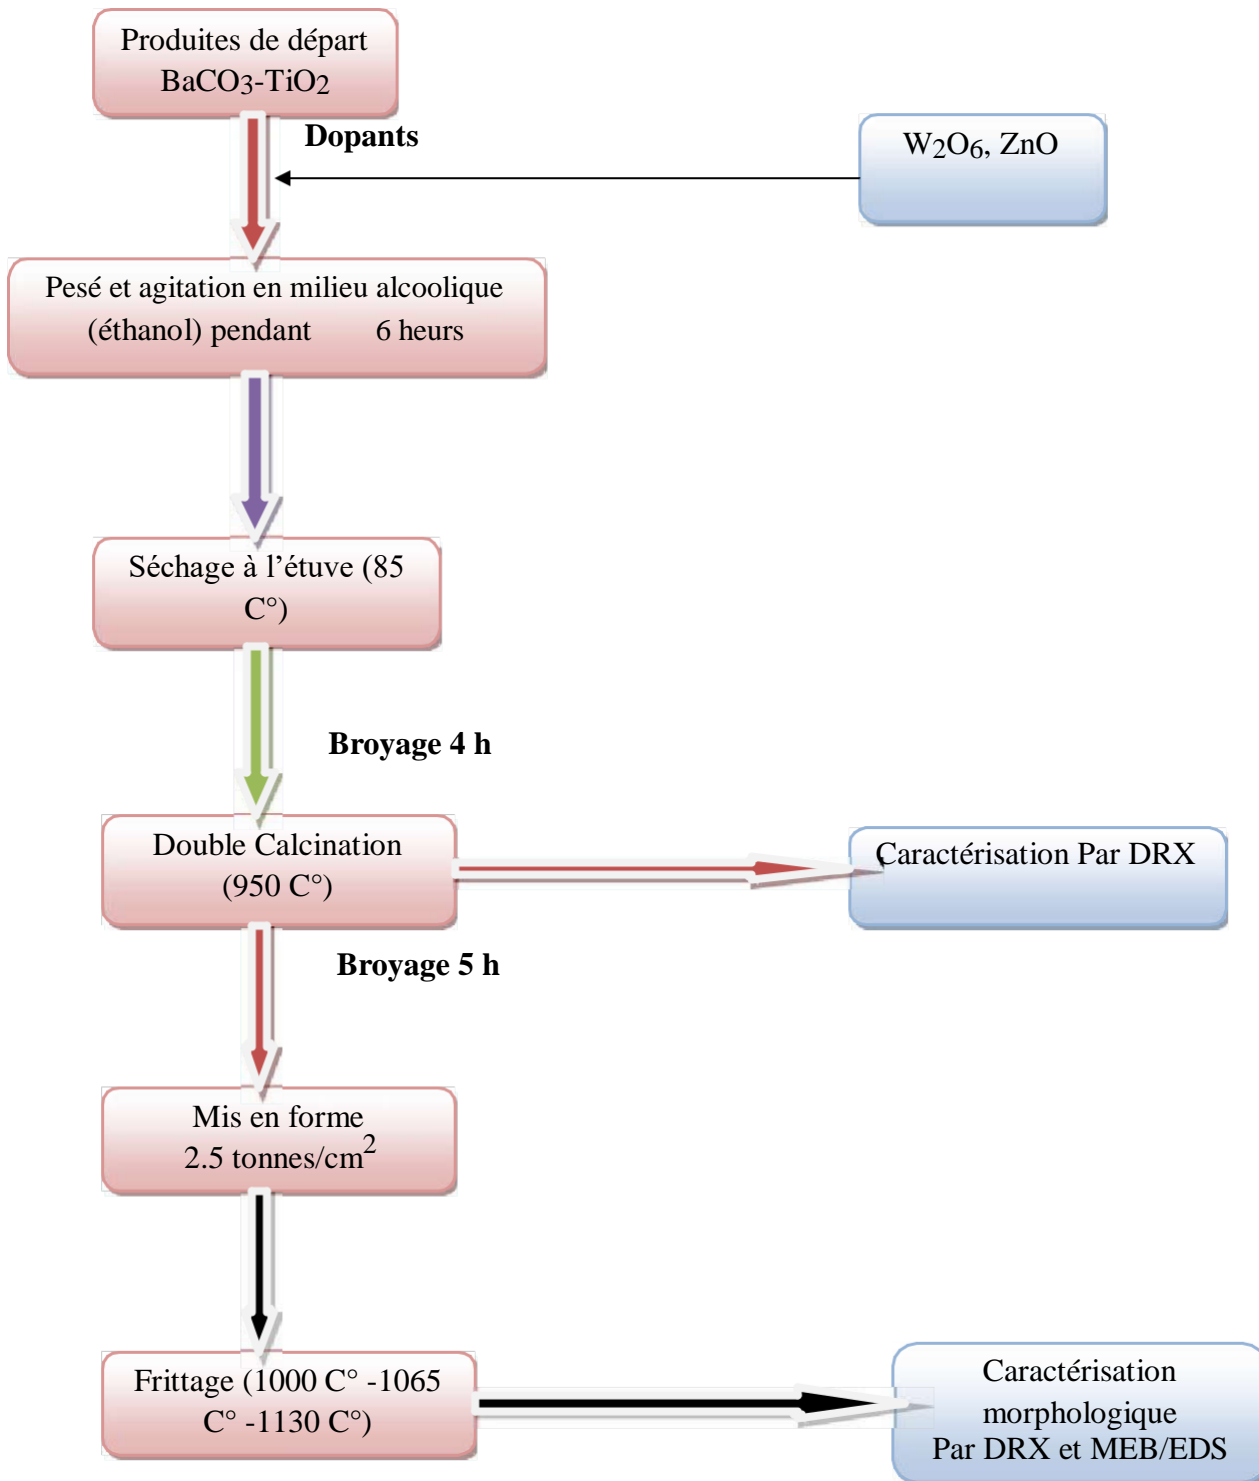 Produites de départ
BaCO3-TiO2
Dopants
W2O6, ZnO
Pesé et agitation en milieu alcoolique
(éthanol) pendant 6 heurs
Séchage à l’étuve (85
C°)
Broyage 4 h
Double Calcination
(950 C°)
Caractérisation Par DRX
Broyage 5 h
Mis en forme
2.5 tonnes/cm2
Frittage (1000 C° -1065
C° -1130 C°)
Caractérisation
morphologique
Par DRX et MEB/EDS